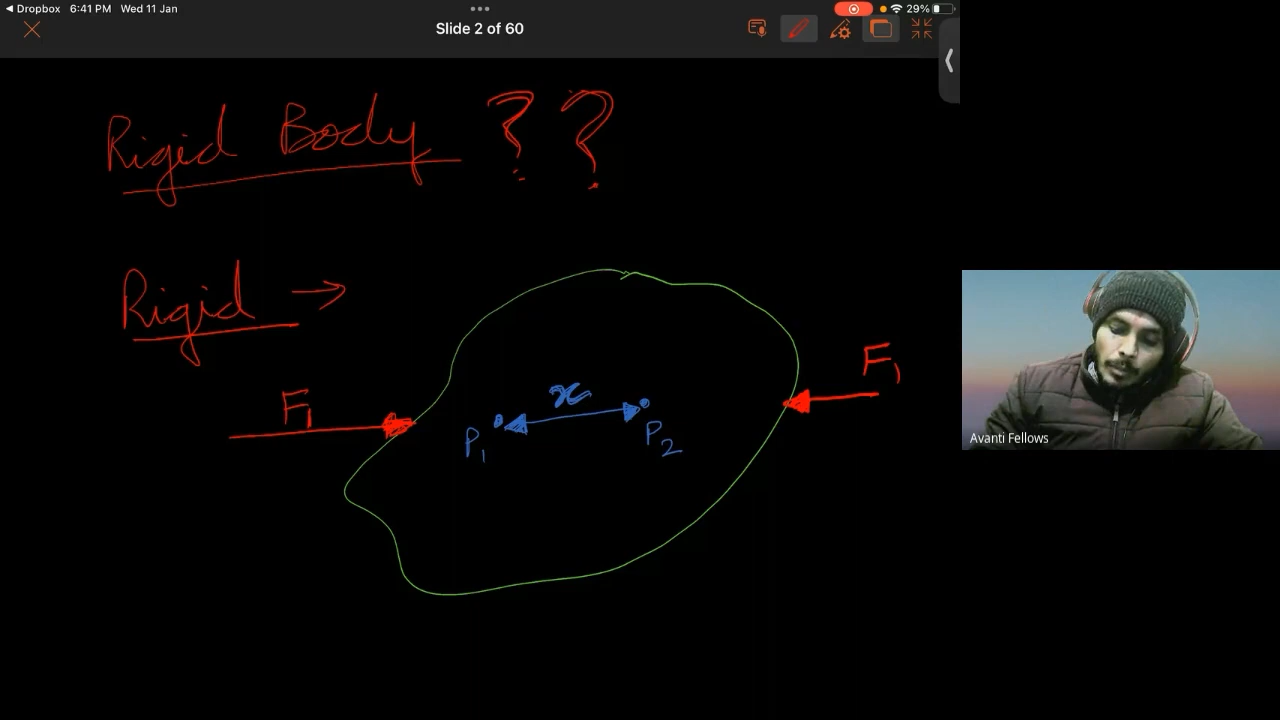 Dropbox 6:41 PM Wed 11 Jan
29%
Slide 2 of 60
Rigid Body ??
Rigid →
F1
F1
x
P1
P2
Avanti Fellows